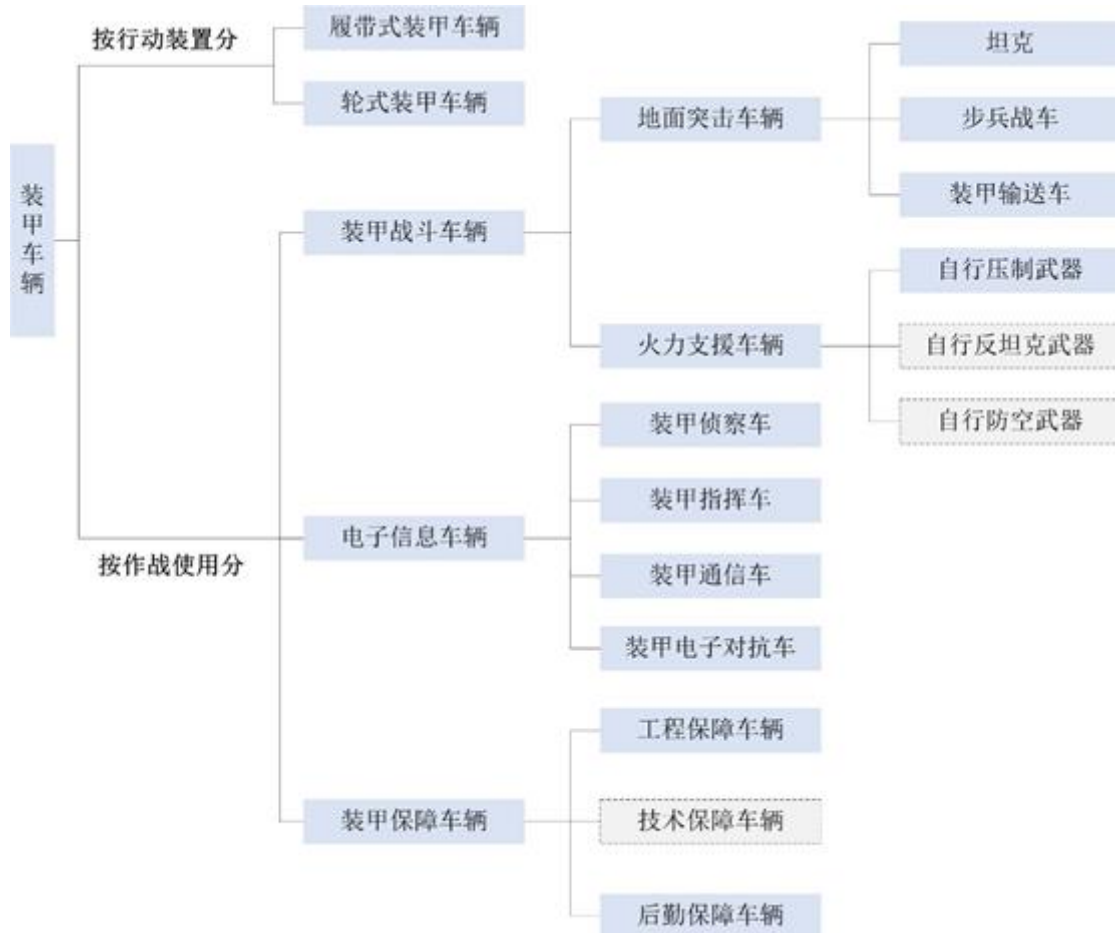 按行动装置分
履带式装甲车辆
轮式装甲车辆
装甲车辆
按作战使用分
装甲战斗车辆
地面突击车辆
坦克
步兵战车
装甲输送车
火力支援车辆
自行压制武器
自行反坦克武器
自行防空武器
电子信息车辆
装甲侦察车
装甲指挥车
装甲通信车
装甲电子对抗车
装甲保障车辆
工程保障车辆
技术保障车辆
后勤保障车辆